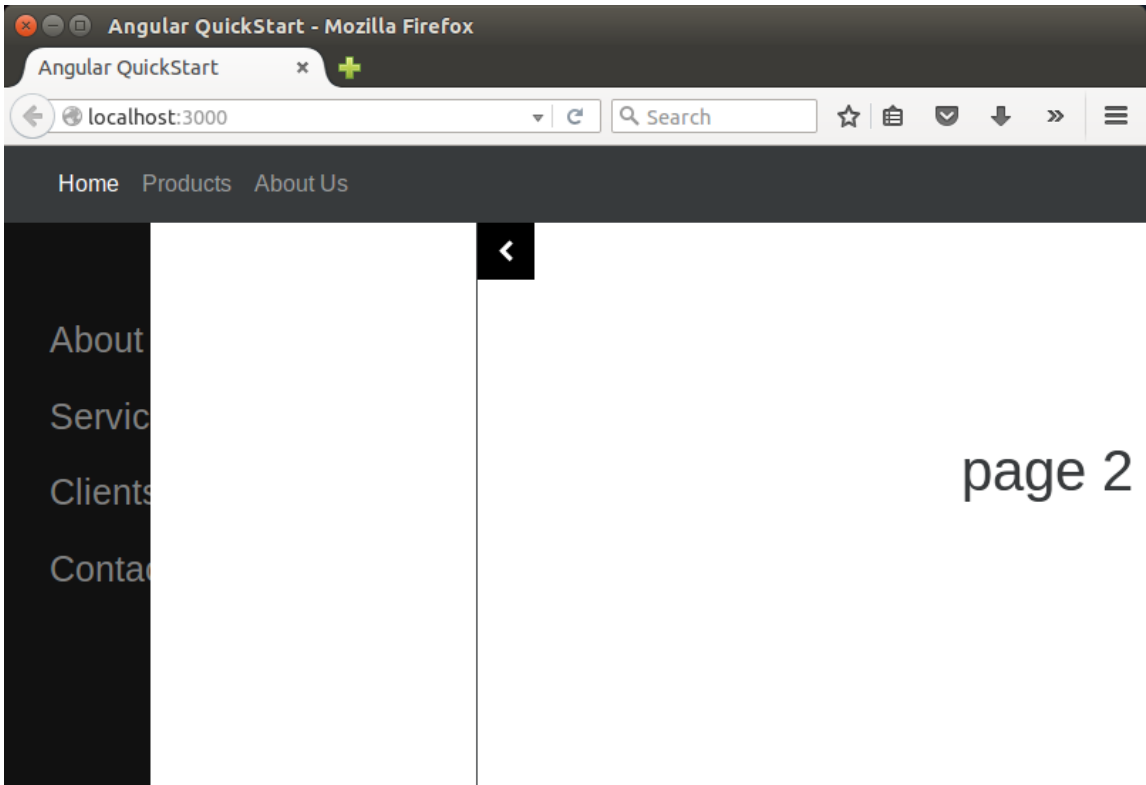 Angular QuickStart - Mozilla Firefox
Angular QuickStart
localhost:3000 Search
Home Products About Us
About
Servic
Clients
Contac
page 2